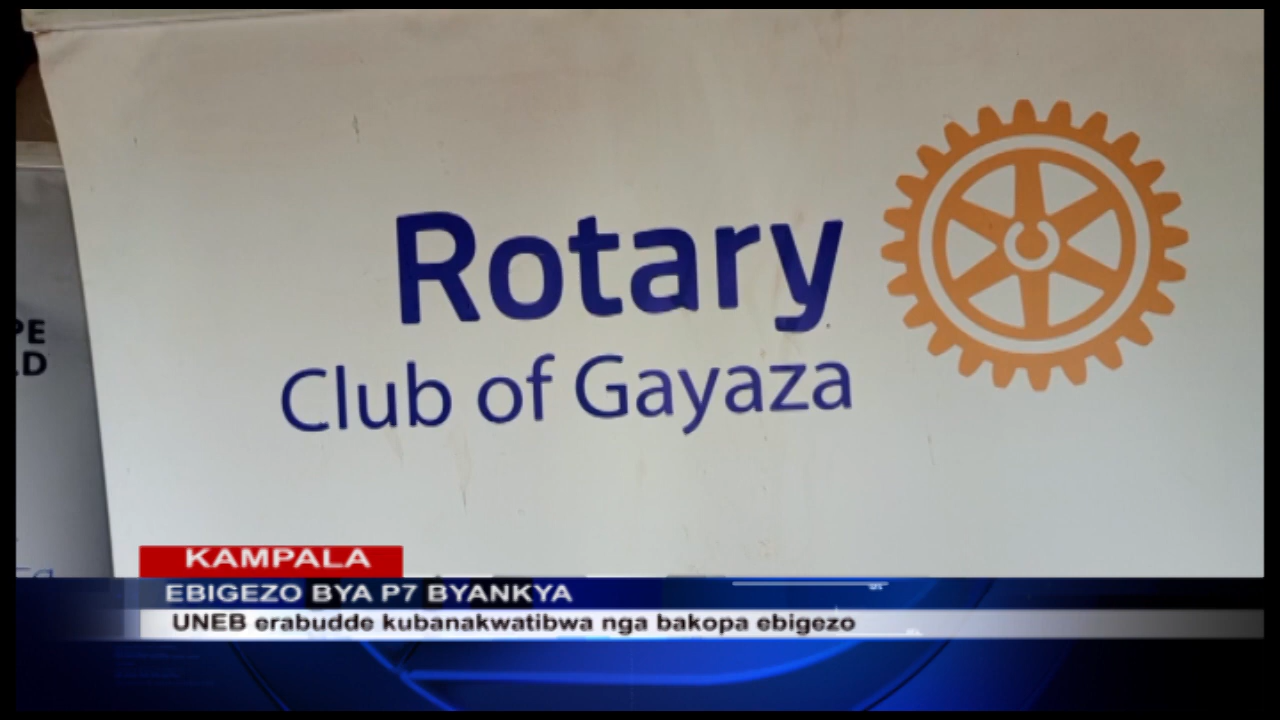 Rotary
Club of Gayaza
KAMPALA
EBIGEZO BYA P7 BYANKYA
UNEB erabudde kubanakwatibwa nga bakopa ebigezo